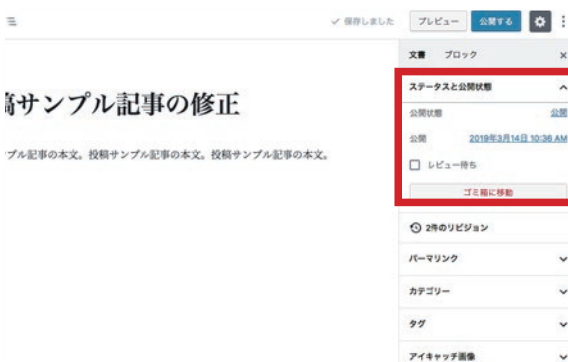 ✓ 保存しました プレビュー 公開する
文書 ブロック ×
ステータスと公開状態
公開状態 公開
公開 2019年3月14日 10:36 AM
レビュー待ち
ゴミ箱に移動
2件のリビジョン
パーマリンク
カテゴリー
タグ
アイキャッチ画像
稿サンプル記事の修正
プル記事の本文。投稿サンプル記事の本文。投稿サンプル記事の本文。